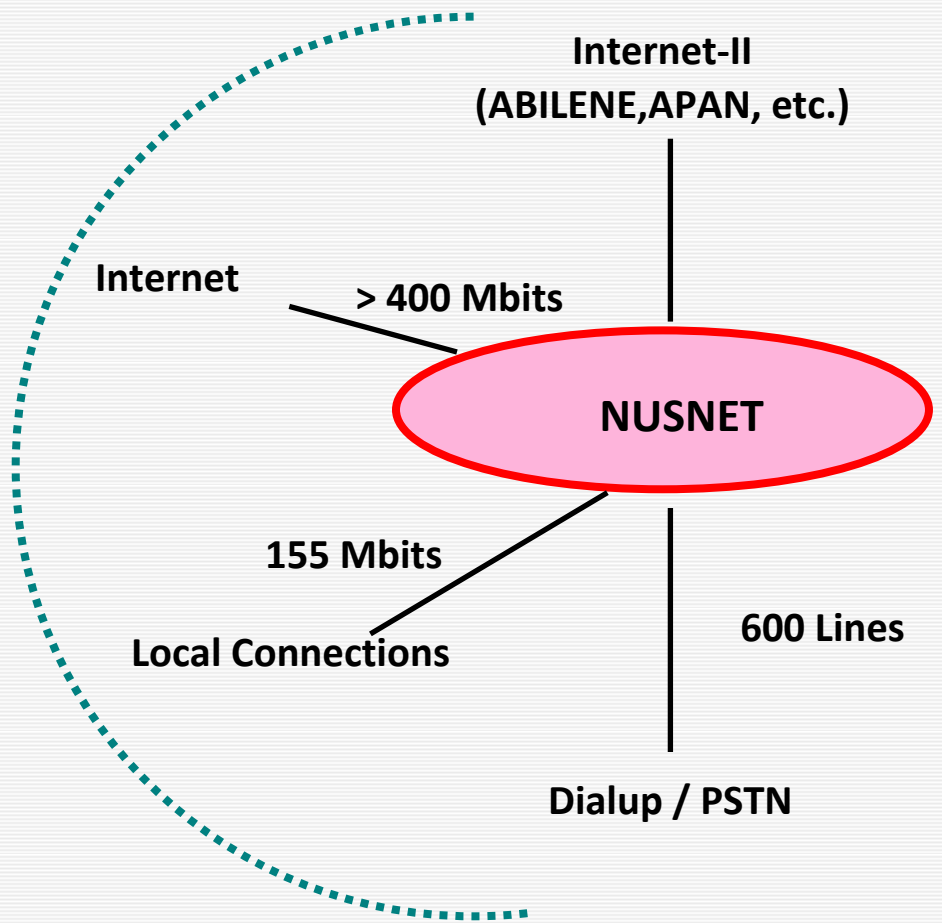 Internet-II
(ABILENE,APAN, etc.)
Internet
> 400 Mbits
NUSNET
155 Mbits
600 Lines
Local Connections
Dialup / PSTN